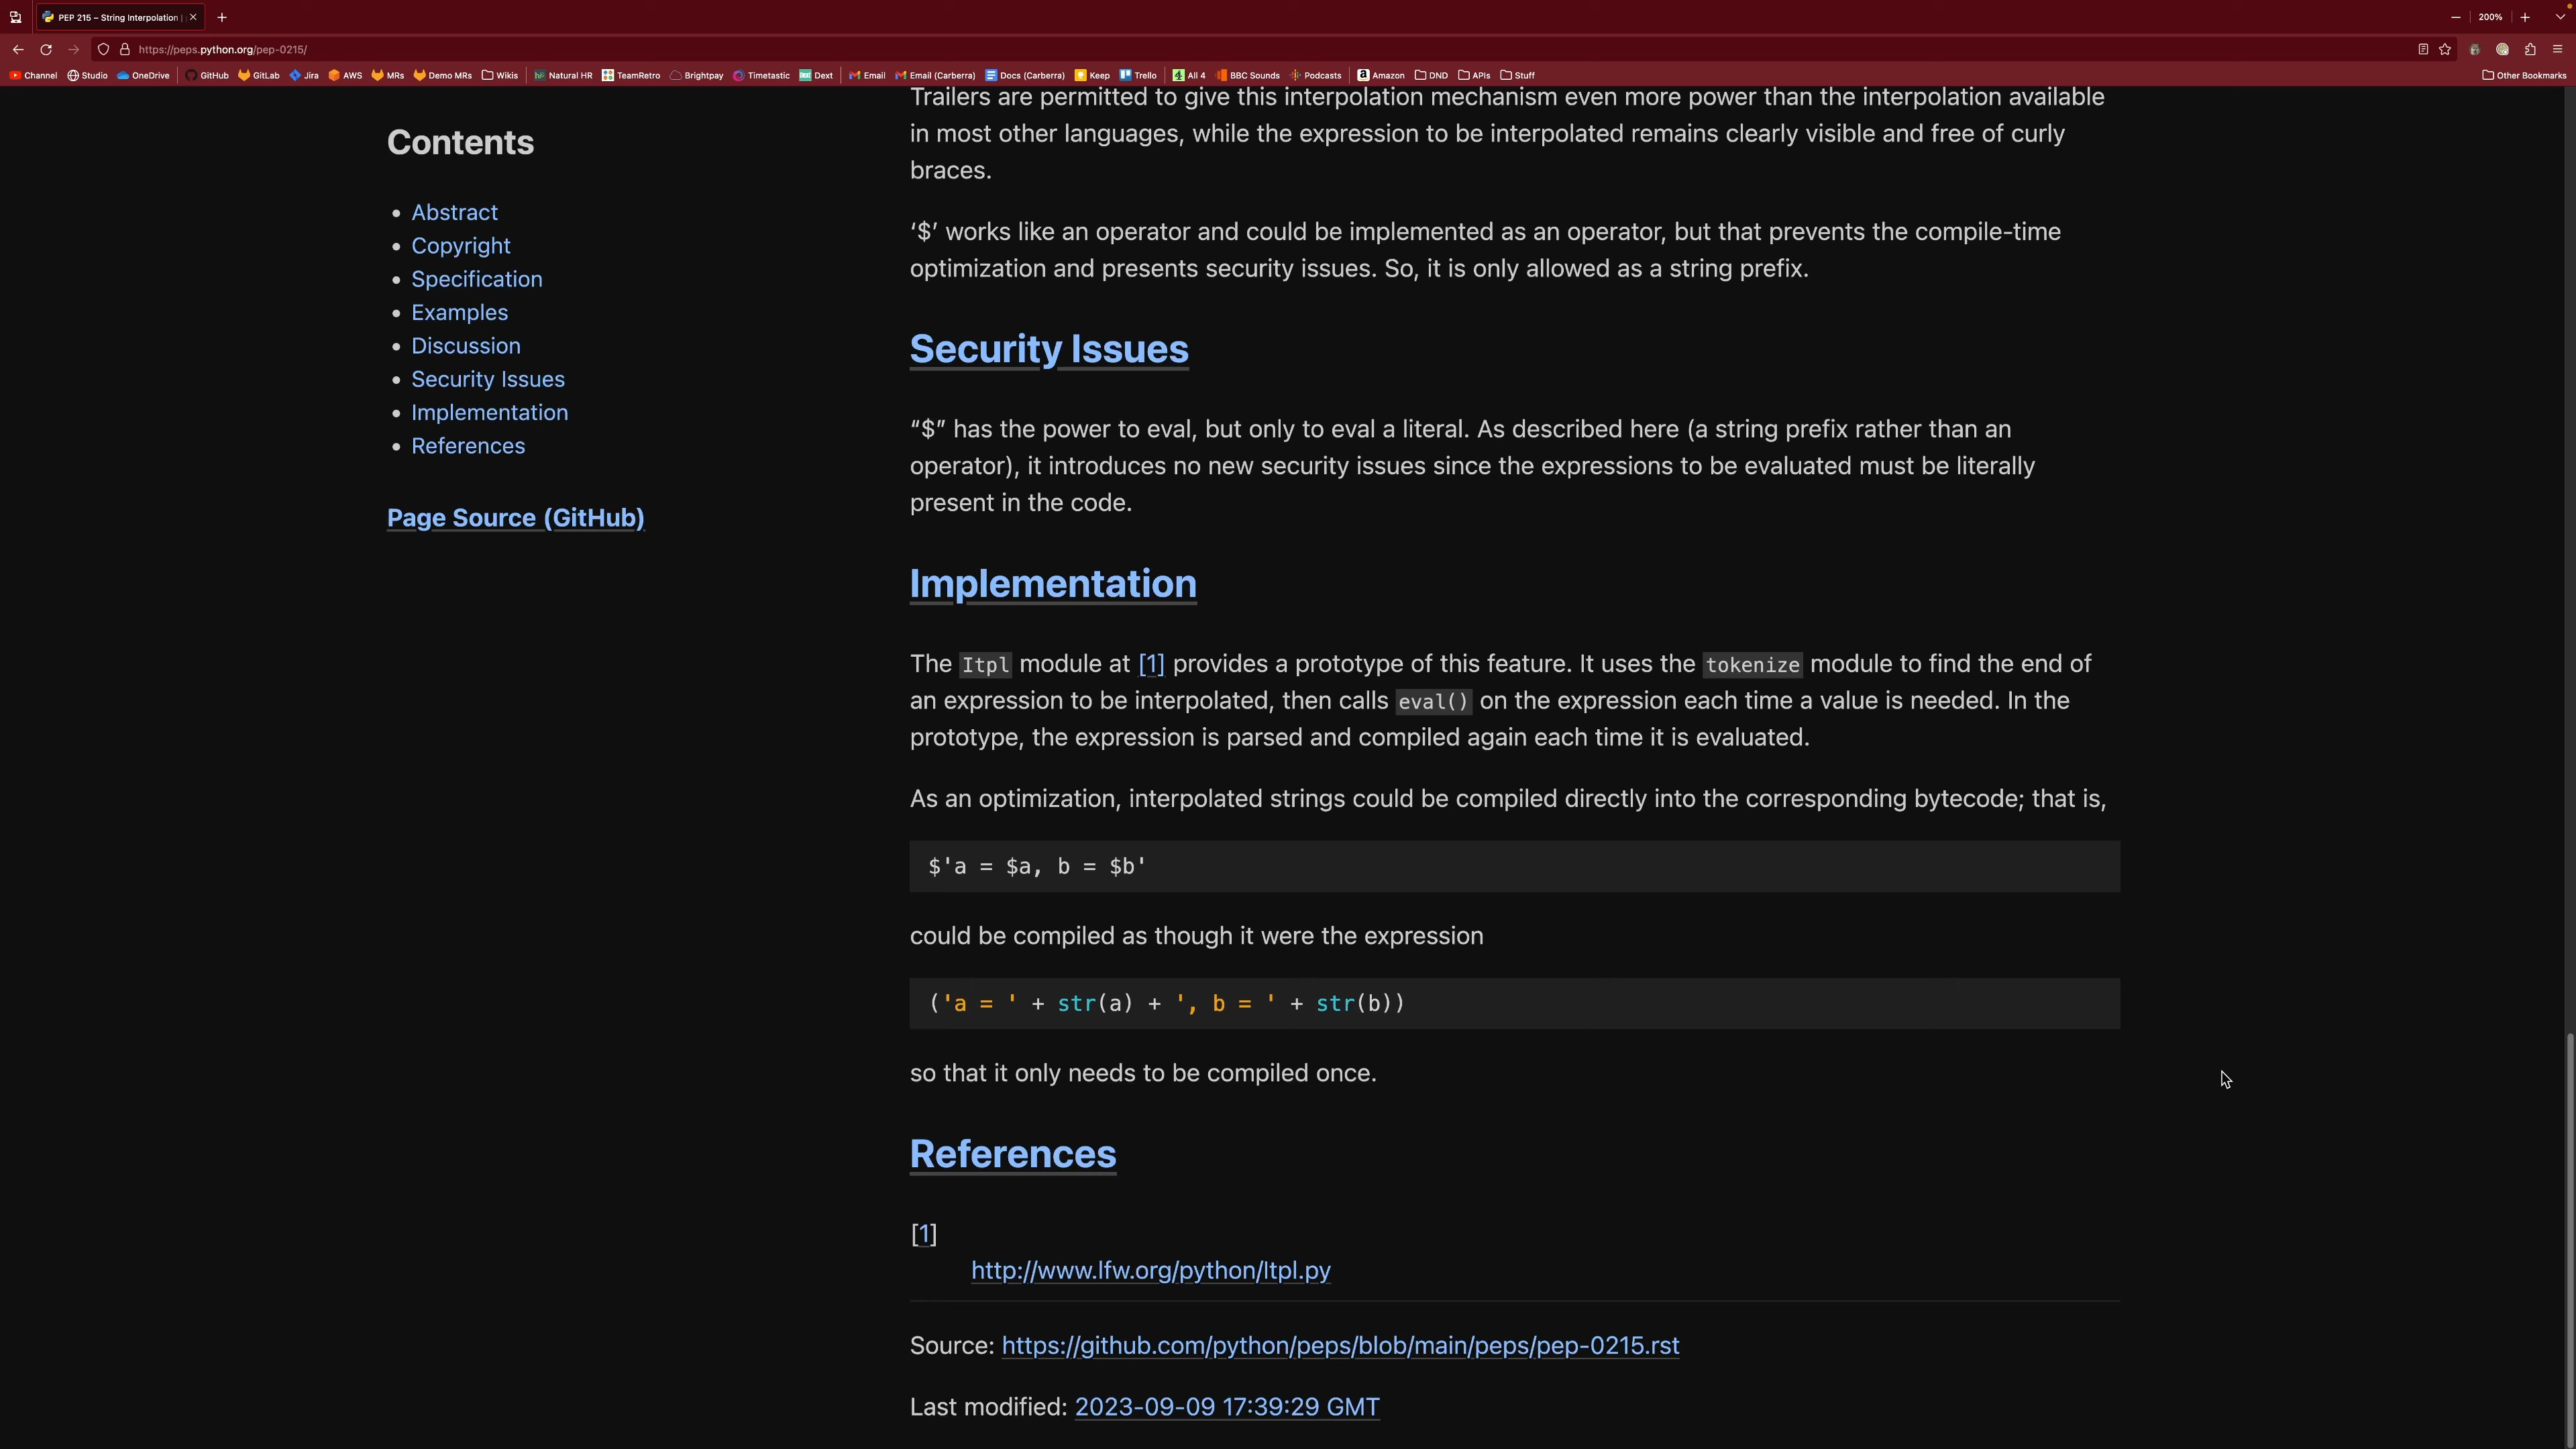 PEP 215 – String Interpolation |
200%
https://peps.python.org/pep-0215/
Channel Studio OneDrive GitHub GitLab Jira AWS MRs Demo MRs Wikis Natural HR TeamRetro Brightpay Timetastic Dext Email Email (Carberra) Docs (Carberra) Keep Trello All 4 BBC Sounds Podcasts Amazon DND APIs Stuff Other Bookmarks
Contents
Abstract
Copyright
Specification
Examples
Discussion
Security Issues
Implementation
References
Page Source (GitHub)
Trailers are permitted to give this interpolation mechanism even more power than the interpolation available
in most other languages, while the expression to be interpolated remains clearly visible and free of curly
braces.
‘$’ works like an operator and could be implemented as an operator, but that prevents the compile-time
optimization and presents security issues. So, it is only allowed as a string prefix.
Security Issues
“$” has the power to eval, but only to eval a literal. As described here (a string prefix rather than an
operator), it introduces no new security issues since the expressions to be evaluated must be literally
present in the code.
Implementation
The Itpl module at [1] provides a prototype of this feature. It uses the tokenize module to find the end of
an expression to be interpolated, then calls eval() on the expression each time a value is needed. In the
prototype, the expression is parsed and compiled again each time it is evaluated.
As an optimization, interpolated strings could be compiled directly into the corresponding bytecode; that is,
$'a = $a, b = $b'
could be compiled as though it were the expression
('a = ' + str(a) + ', b = ' + str(b))
so that it only needs to be compiled once.
References
[1]
http://www.lfw.org/python/Itpl.py
Source: https://github.com/python/peps/blob/main/peps/pep-0215.rst
Last modified: 2023-09-09 17:39:29 GMT